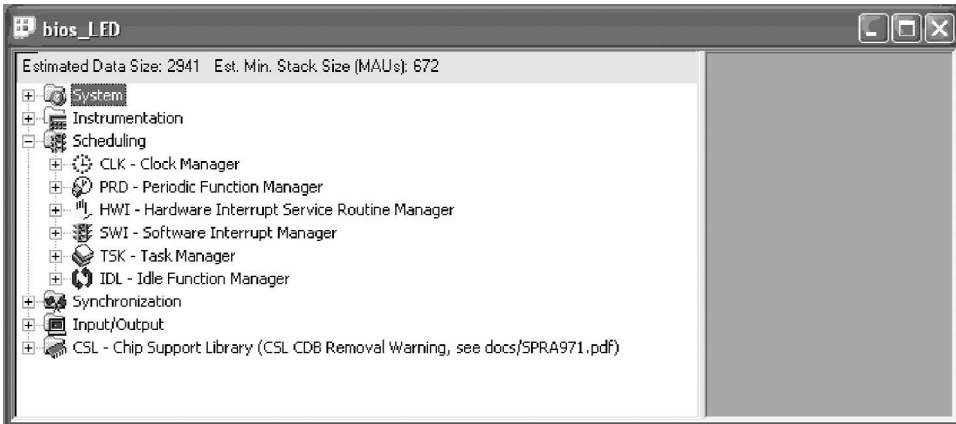 bios_LED
Estimated Data Size: 2941 Est. Min. Stack Size (MAUs): 672
System
Instrumentation
Scheduling
CLK - Clock Manager
PRD - Periodic Function Manager
HWI - Hardware Interrupt Service Routine Manager
SWI - Software Interrupt Manager
TSK - Task Manager
IDL - Idle Function Manager
Synchronization
Input/Output
CSL - Chip Support Library (CSL CDB Removal Warning, see docs/SPRA971.pdf)